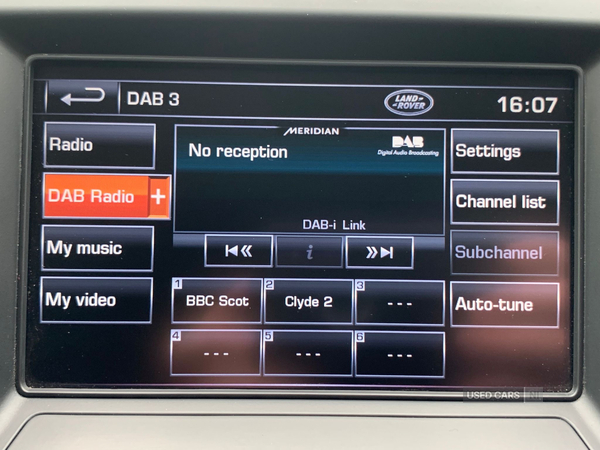 DAB 3
LAND ROVER
16:07
Radio
DAB Radio +
My music
My video
MERIDIAN
No reception
DAB
Digital Audio Broadcasting
DAB-i Link
i
Settings
Channel list
Subchannel
Auto-tune
1 BBC Scot
2 Clyde 2
3 ---
4 ---
5 ---
6 ---
USED CARS NI